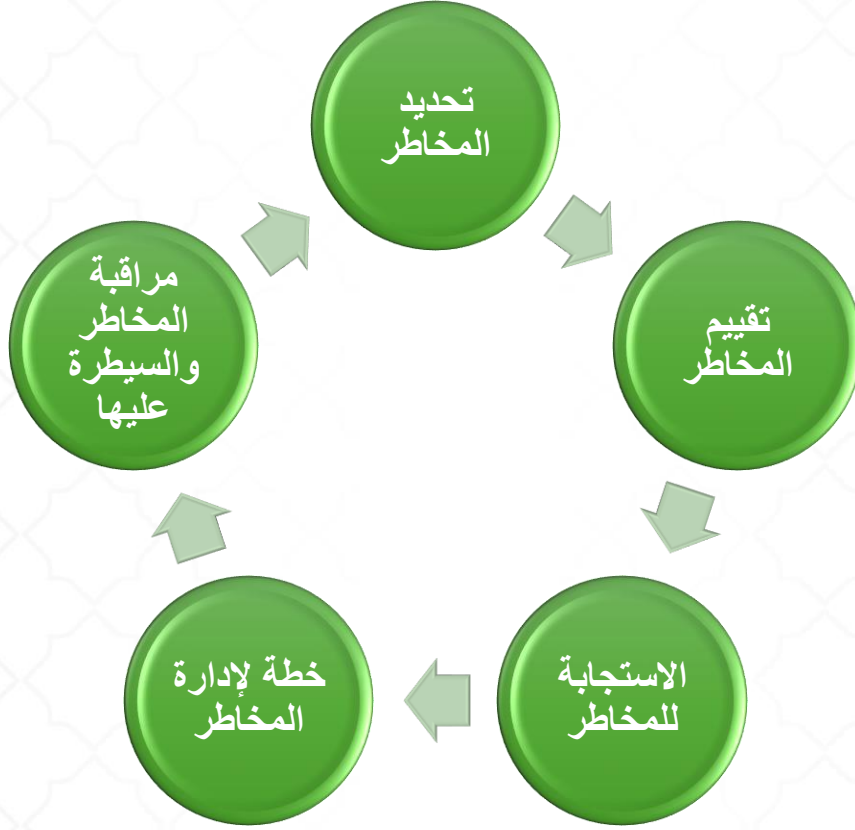 تحديد
المخاطر
تقييم
المخاطر
الاستجابة
للمخاطر
خطة لإدارة
المخاطر
مراقبة
المخاطر
والسيطرة
عليها